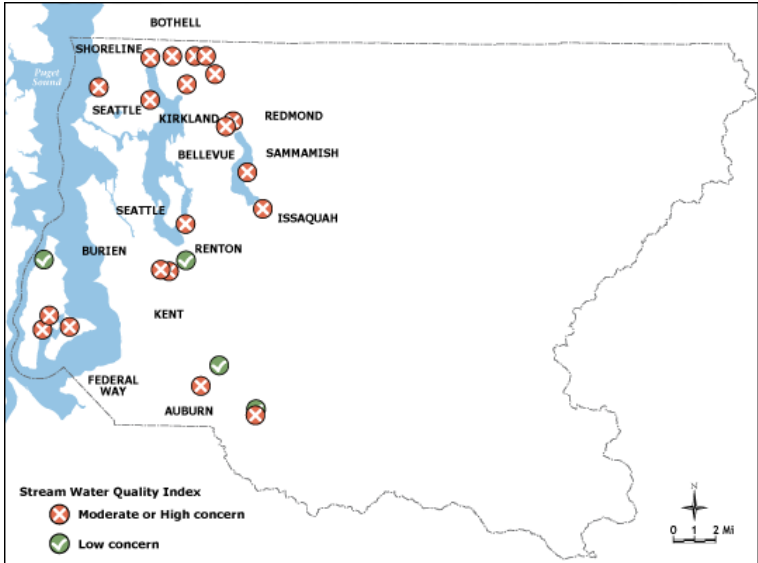 BOTHELL
SHORELINE
Puget
Sound
SEATTLE
KIRKLAND
REDMOND
BELLEVUE
SAMMAMISH
SEATTLE
ISSAQUAH
BURIEN
RENTON
KENT
FEDERAL
WAY
AUBURN
Stream Water Quality Index
Moderate or High concern
Low concern
N
0 1 2 Mi